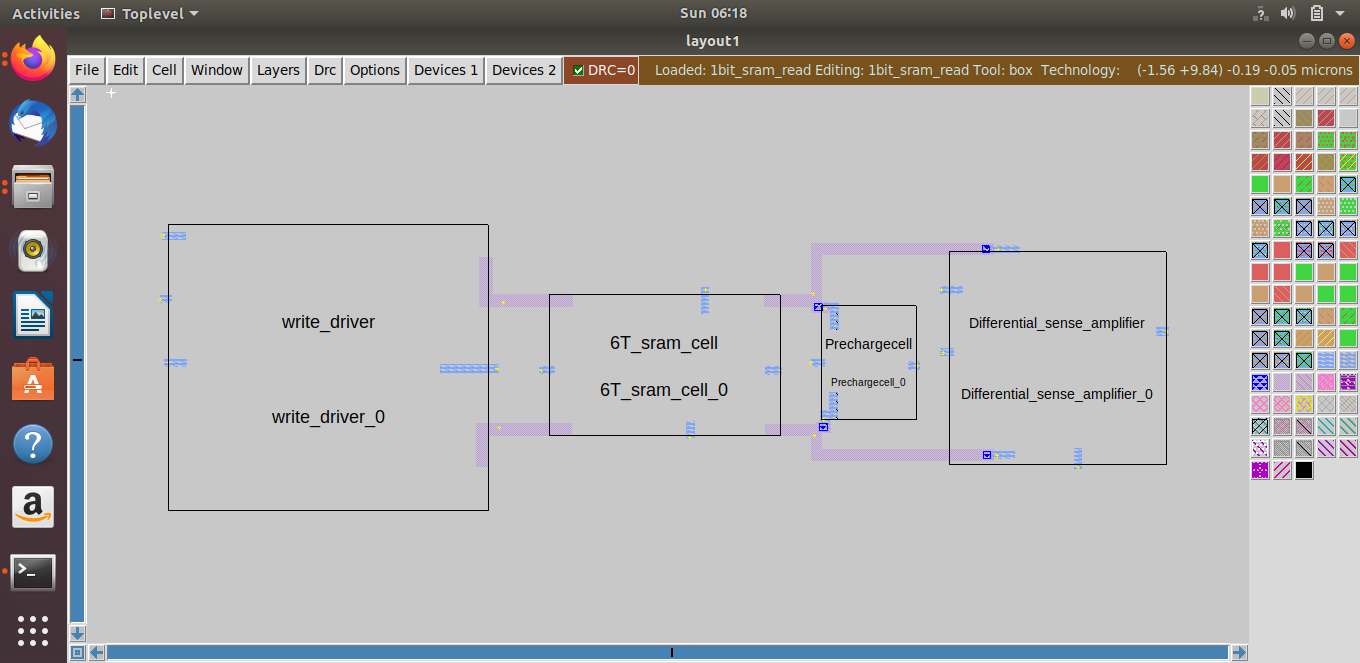 Activities Toplevel Sun 06:18
layout1
File Edit Cell Window Layers Drc Options Devices 1 Devices 2 DRC=0 Loaded: 1bit_sram_read Editing: 1bit_sram_read Tool: box Technology: (-1.56 +9.84) -0.19 -0.05 microns
write_driver
write_driver_0
6T_sram_cell
6T_sram_cell_0
Prechargecell
Prechargecell_0
Differential_sense_amplifier
Differential_sense_amplifier_0